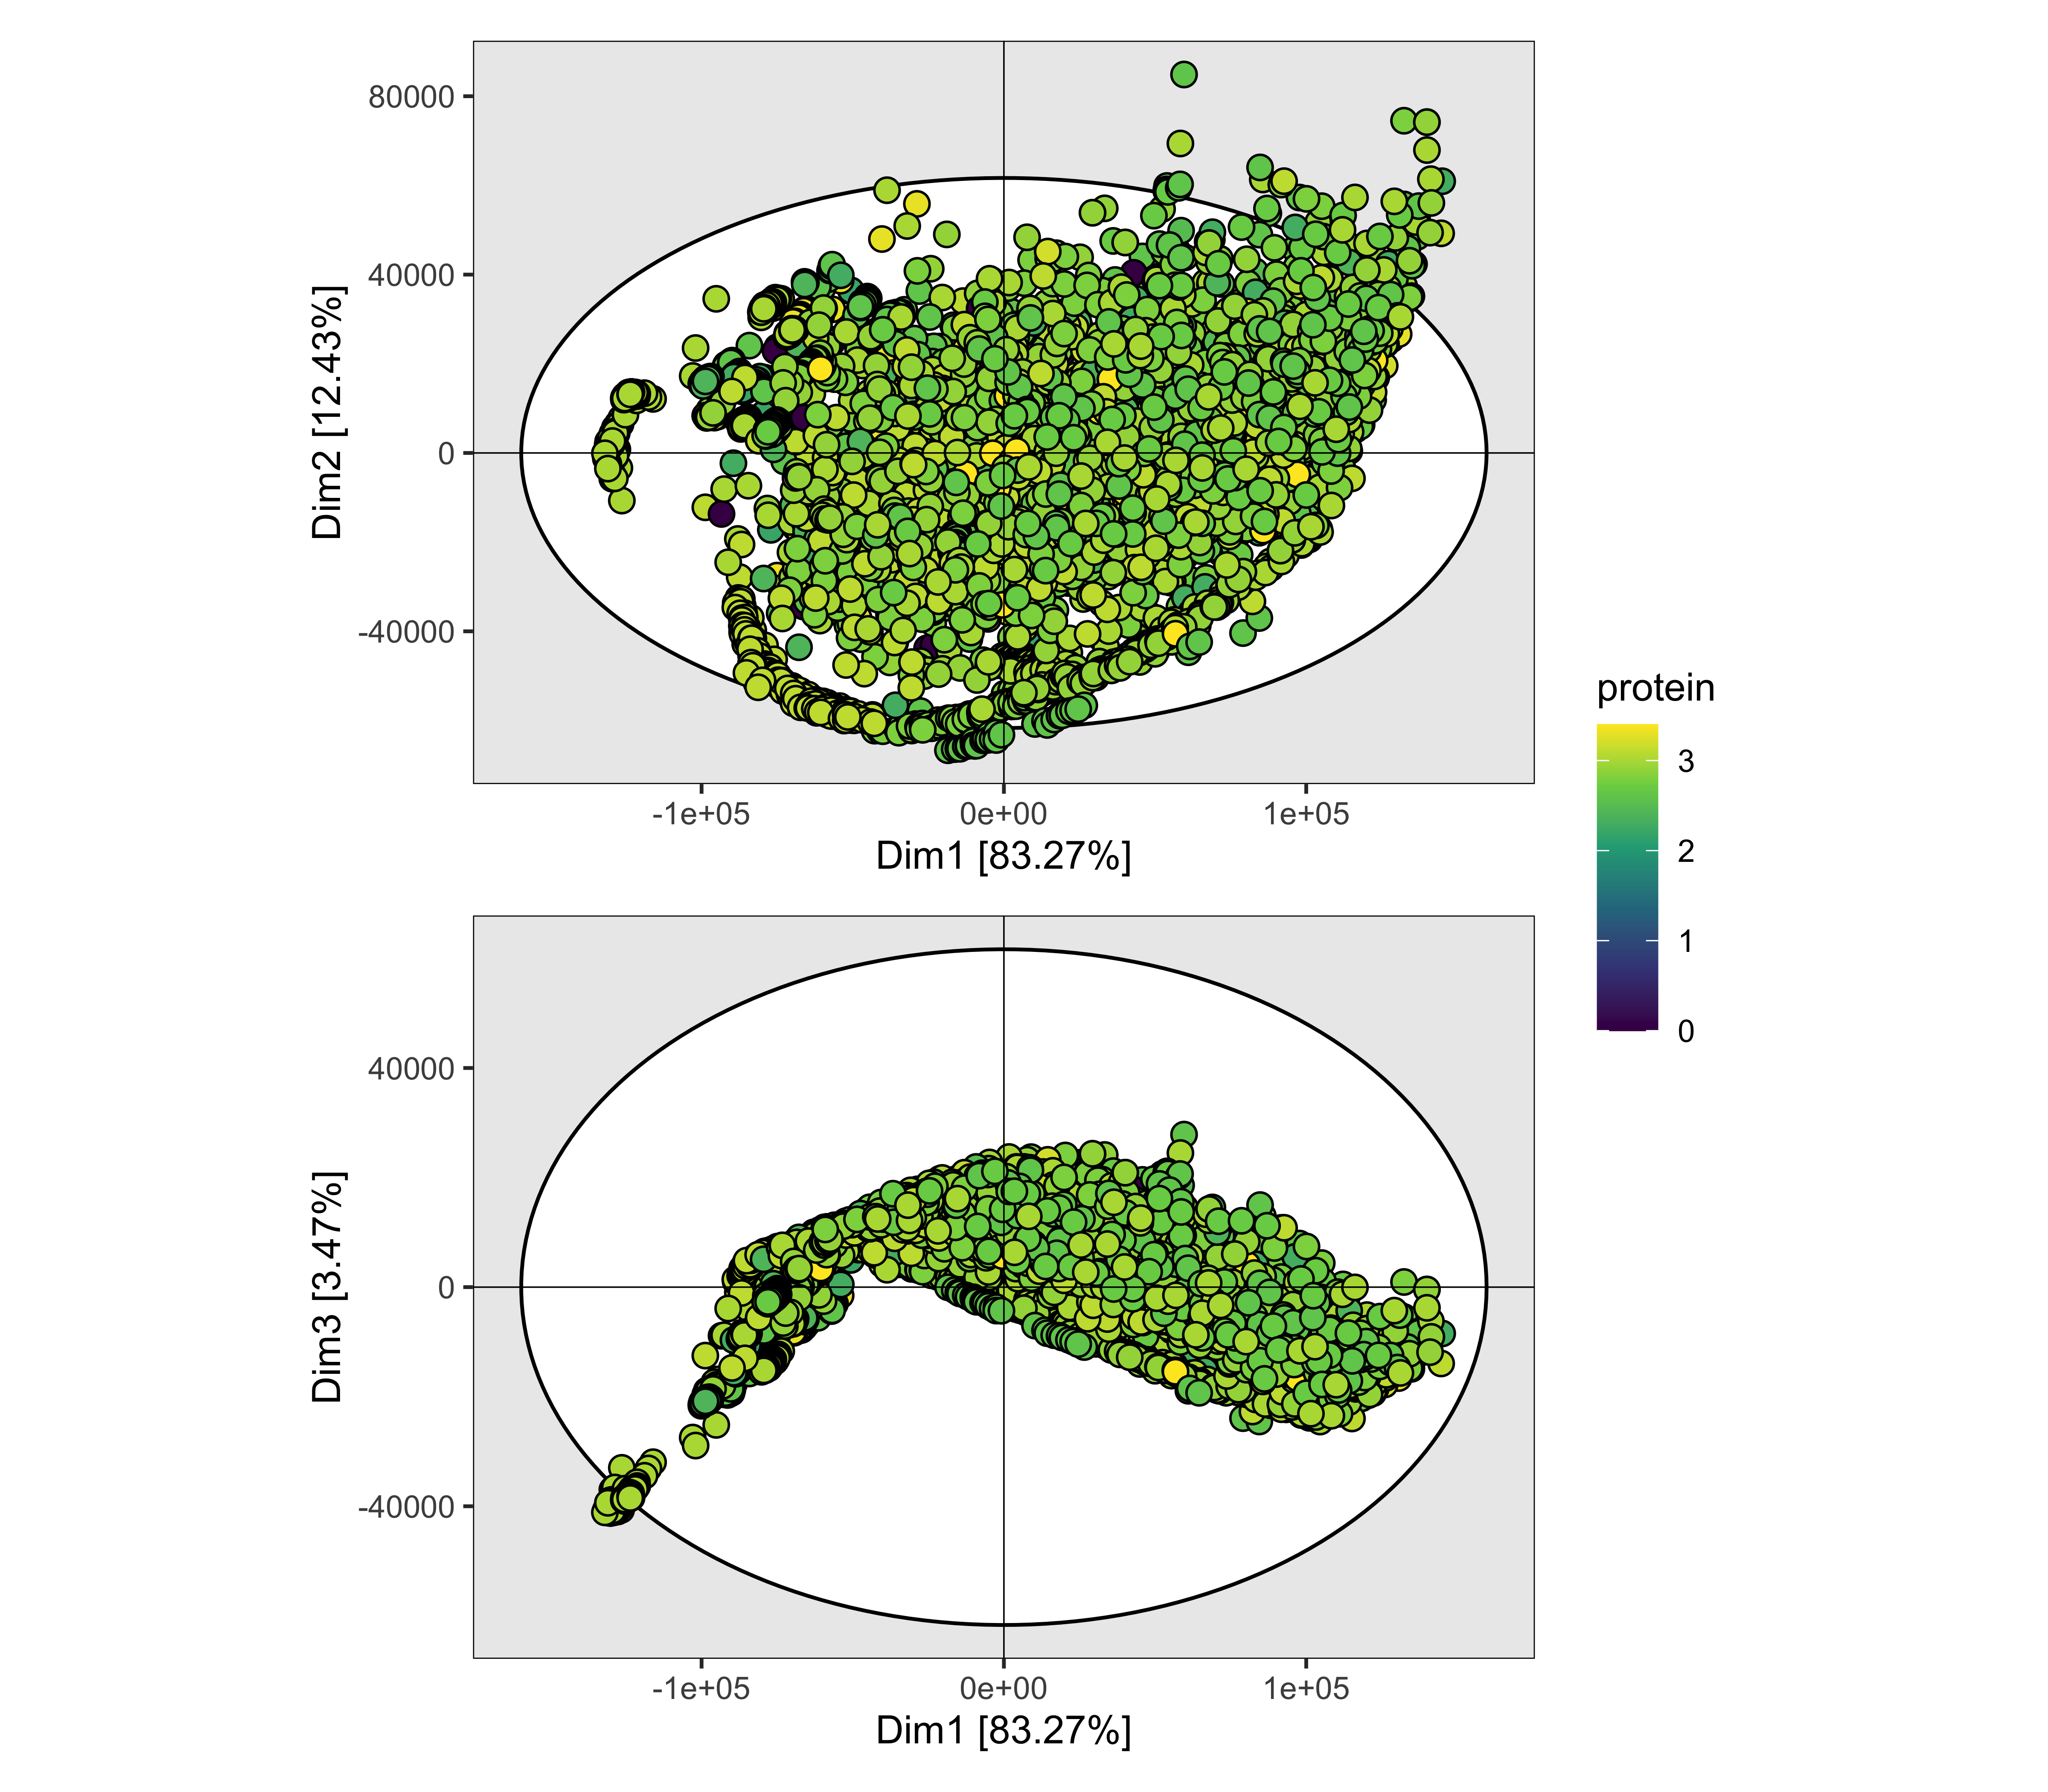 80000
40000
0
-40000
Dim2 [12.43%]
-1e+05 0e+00 1e+05
Dim1 [83.27%]
40000
0
-40000
Dim3 [3.47%]
-1e+05 0e+00 1e+05
Dim1 [83.27%]
protein
3
2
1
0